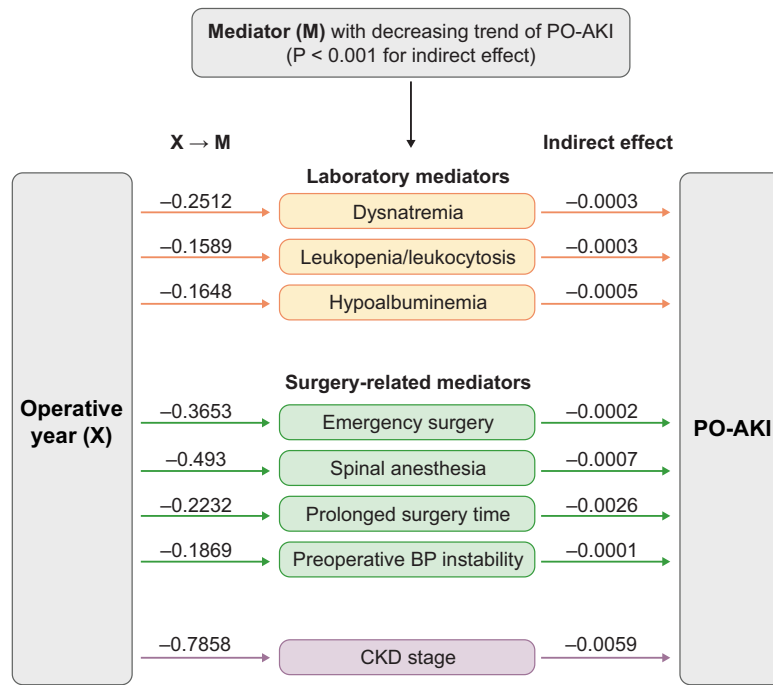 Mediator (M) with decreasing trend of PO-AKI
(P < 0.001 for indirect effect)
X → M
Indirect effect
Laboratory mediators
–0.2512
Dysnatremia
–0.0003
–0.1589
Leukopenia/leukocytosis
–0.0003
–0.1648
Hypoalbuminemia
–0.0005
Surgery-related mediators
Operative
year (X)
PO-AKI
–0.3653
Emergency surgery
–0.0002
–0.493
Spinal anesthesia
–0.0007
–0.2232
Prolonged surgery time
–0.0026
–0.1869
Preoperative BP instability
–0.0001
–0.7858
CKD stage
–0.0059